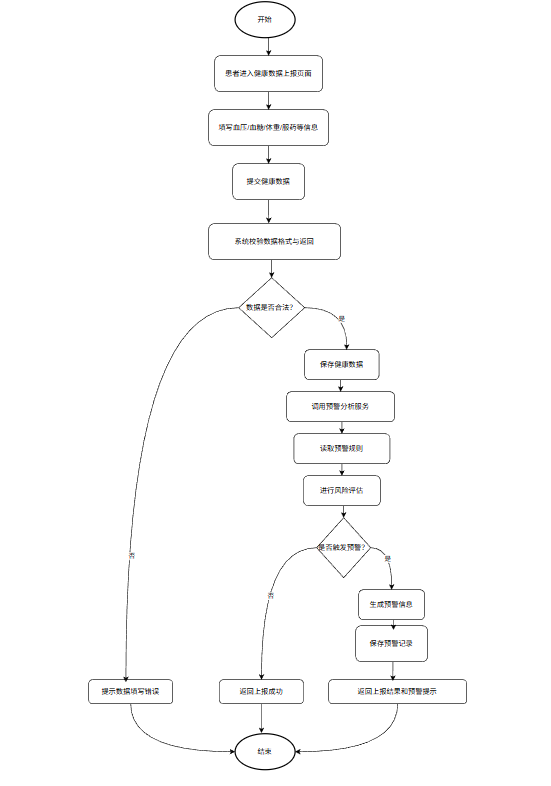 开始
患者进入健康数据上报页面
填写血压/血糖/体重/服药等信息
提交健康数据
系统校验数据格式与返回
数据是否合法?
是
保存健康数据
调用预警分析服务
读取预警规则
进行风险评估
是否触发预警?
否
是
否
生成预警信息
保存预警记录
提示数据填写错误
返回上报成功
返回上报结果和预警提示
结束